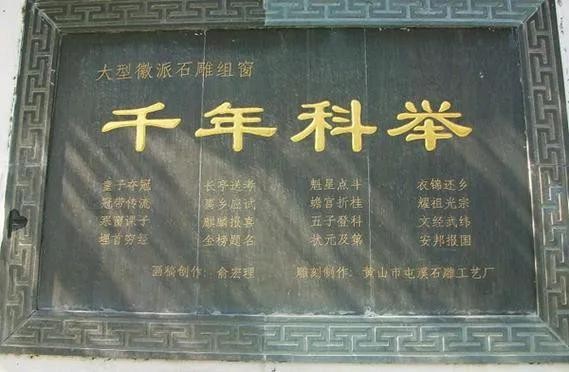 大型徽派石雕组窗
千年科举
童子夺冠 长亭送考 魁星点斗 衣锦还乡
冠带传流 蒌乡应试 蟾宫折桂 耀祖光宗
寒窗课子 麒麟报喜 五子登科 文经武纬
埋首穷经 金榜题名 状元及第 安邦报国
画稿创作：俞宏理 雕刻制作：黄山市屯溪石雕工艺厂